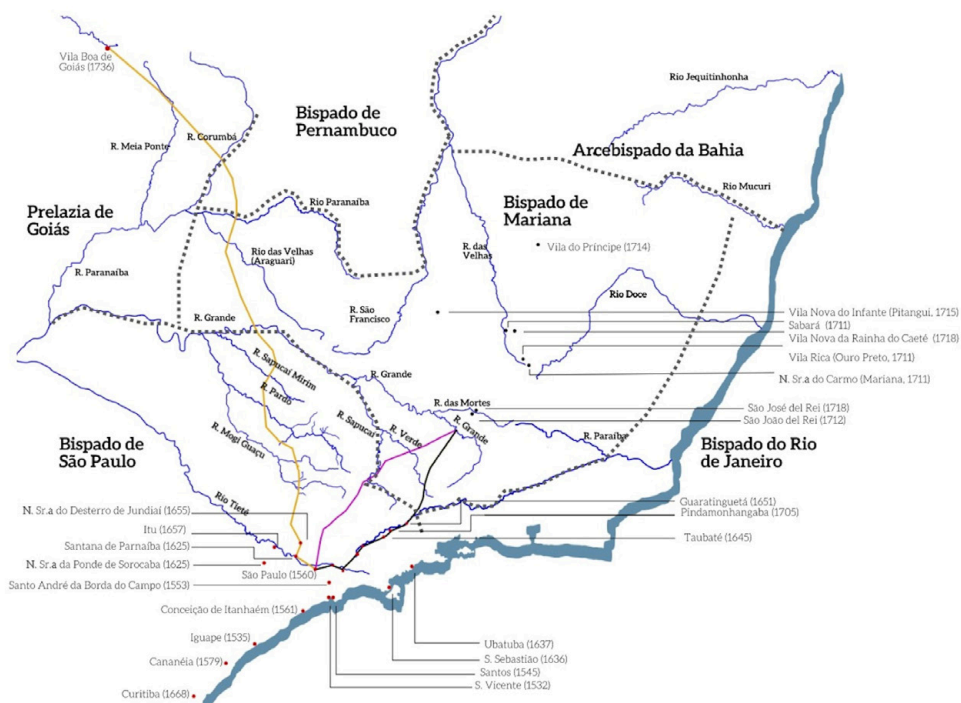 Vila Boa de
Goiás (1736)
Rio Jequitinhonha
Bispado de
Pernambuco
R. Corumbá
R. Meia Ponte
Arcebispado da Bahia
Rio Mucuri
Rio Paranaíba
Bispado de
Mariana
Prelazia de
Goiás
Vila do Príncipe (1714)
R. das
Velhas
Rio das Velhas
(Araguari)
R. Paranaíba
Rio Doce
R. São
Francisco
R. Grande
Vila Nova do Infante (Pitangui, 1715)
Sabará (1711)
Vila Nova da Rainha do Caeté (1718)
Vila Rica (Ouro Preto, 1711)
N. Sr.a do Carmo (Mariana, 1711)
R. Sapucaí Mirim
R. Grande
R. Pardo
R. das Mortes
São José del Rei (1718)
São João del Rei (1712)
R. Sapucaí
R. Verde
R. Grande
R. Mogi Guaçu
R. Paraíba
Bispado de
São Paulo
Bispado do Rio
de Janeiro
Rio Tietê
Guaratinguetá (1651)
Pindamonhangaba (1705)
N. Sr.a do Desterro de Jundiaí (1655)
Itu (1657)
Taubaté (1645)
Santana de Parnaíba (1625)
N. Sr.a da Ponde de Sorocaba (1625)
São Paulo (1560)
Santo André da Borda do Campo (1553)
Conceição de Itanhaém (1561)
Iguape (1535)
Ubatuba (1637)
S. Sebastião (1636)
Cananéia (1579)
Santos (1545)
S. Vicente (1532)
Curitiba (1668)